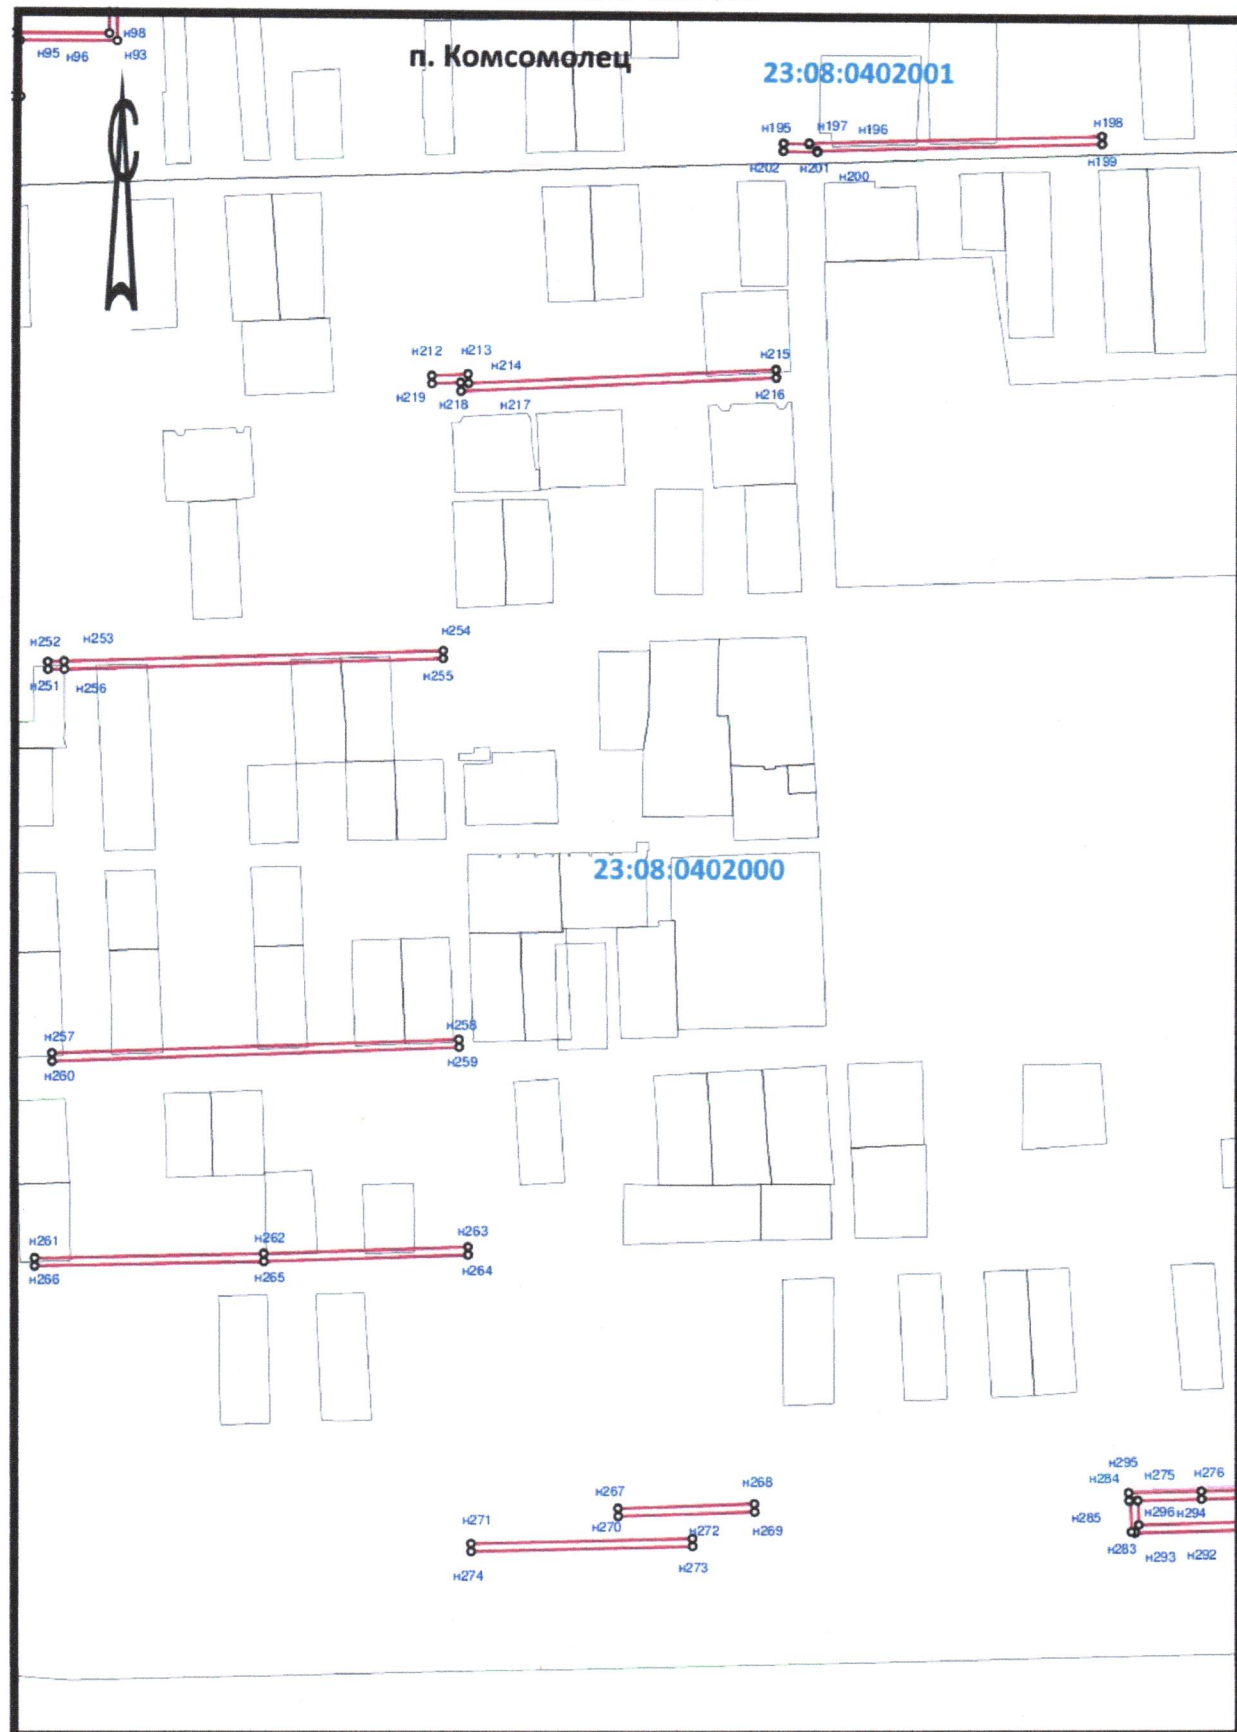 н98
н95 н96 н93
п. Комсомолец
23:08:0402001
С
н195 н197 н196 н198
н202 н201 н200 н199
н212 н213 н214 н215
н219 н218 н217 н216
н252 н253 н254
н251 н256 н255
23:08:0402000
н257 н258
н260 н259
н261 н262 н263
н266 н265 н264
н295
н284 н275 н276
н267 н268
н271 н270 н272 н269
н285 н296 н294
н283 н293 н292
н274 н273